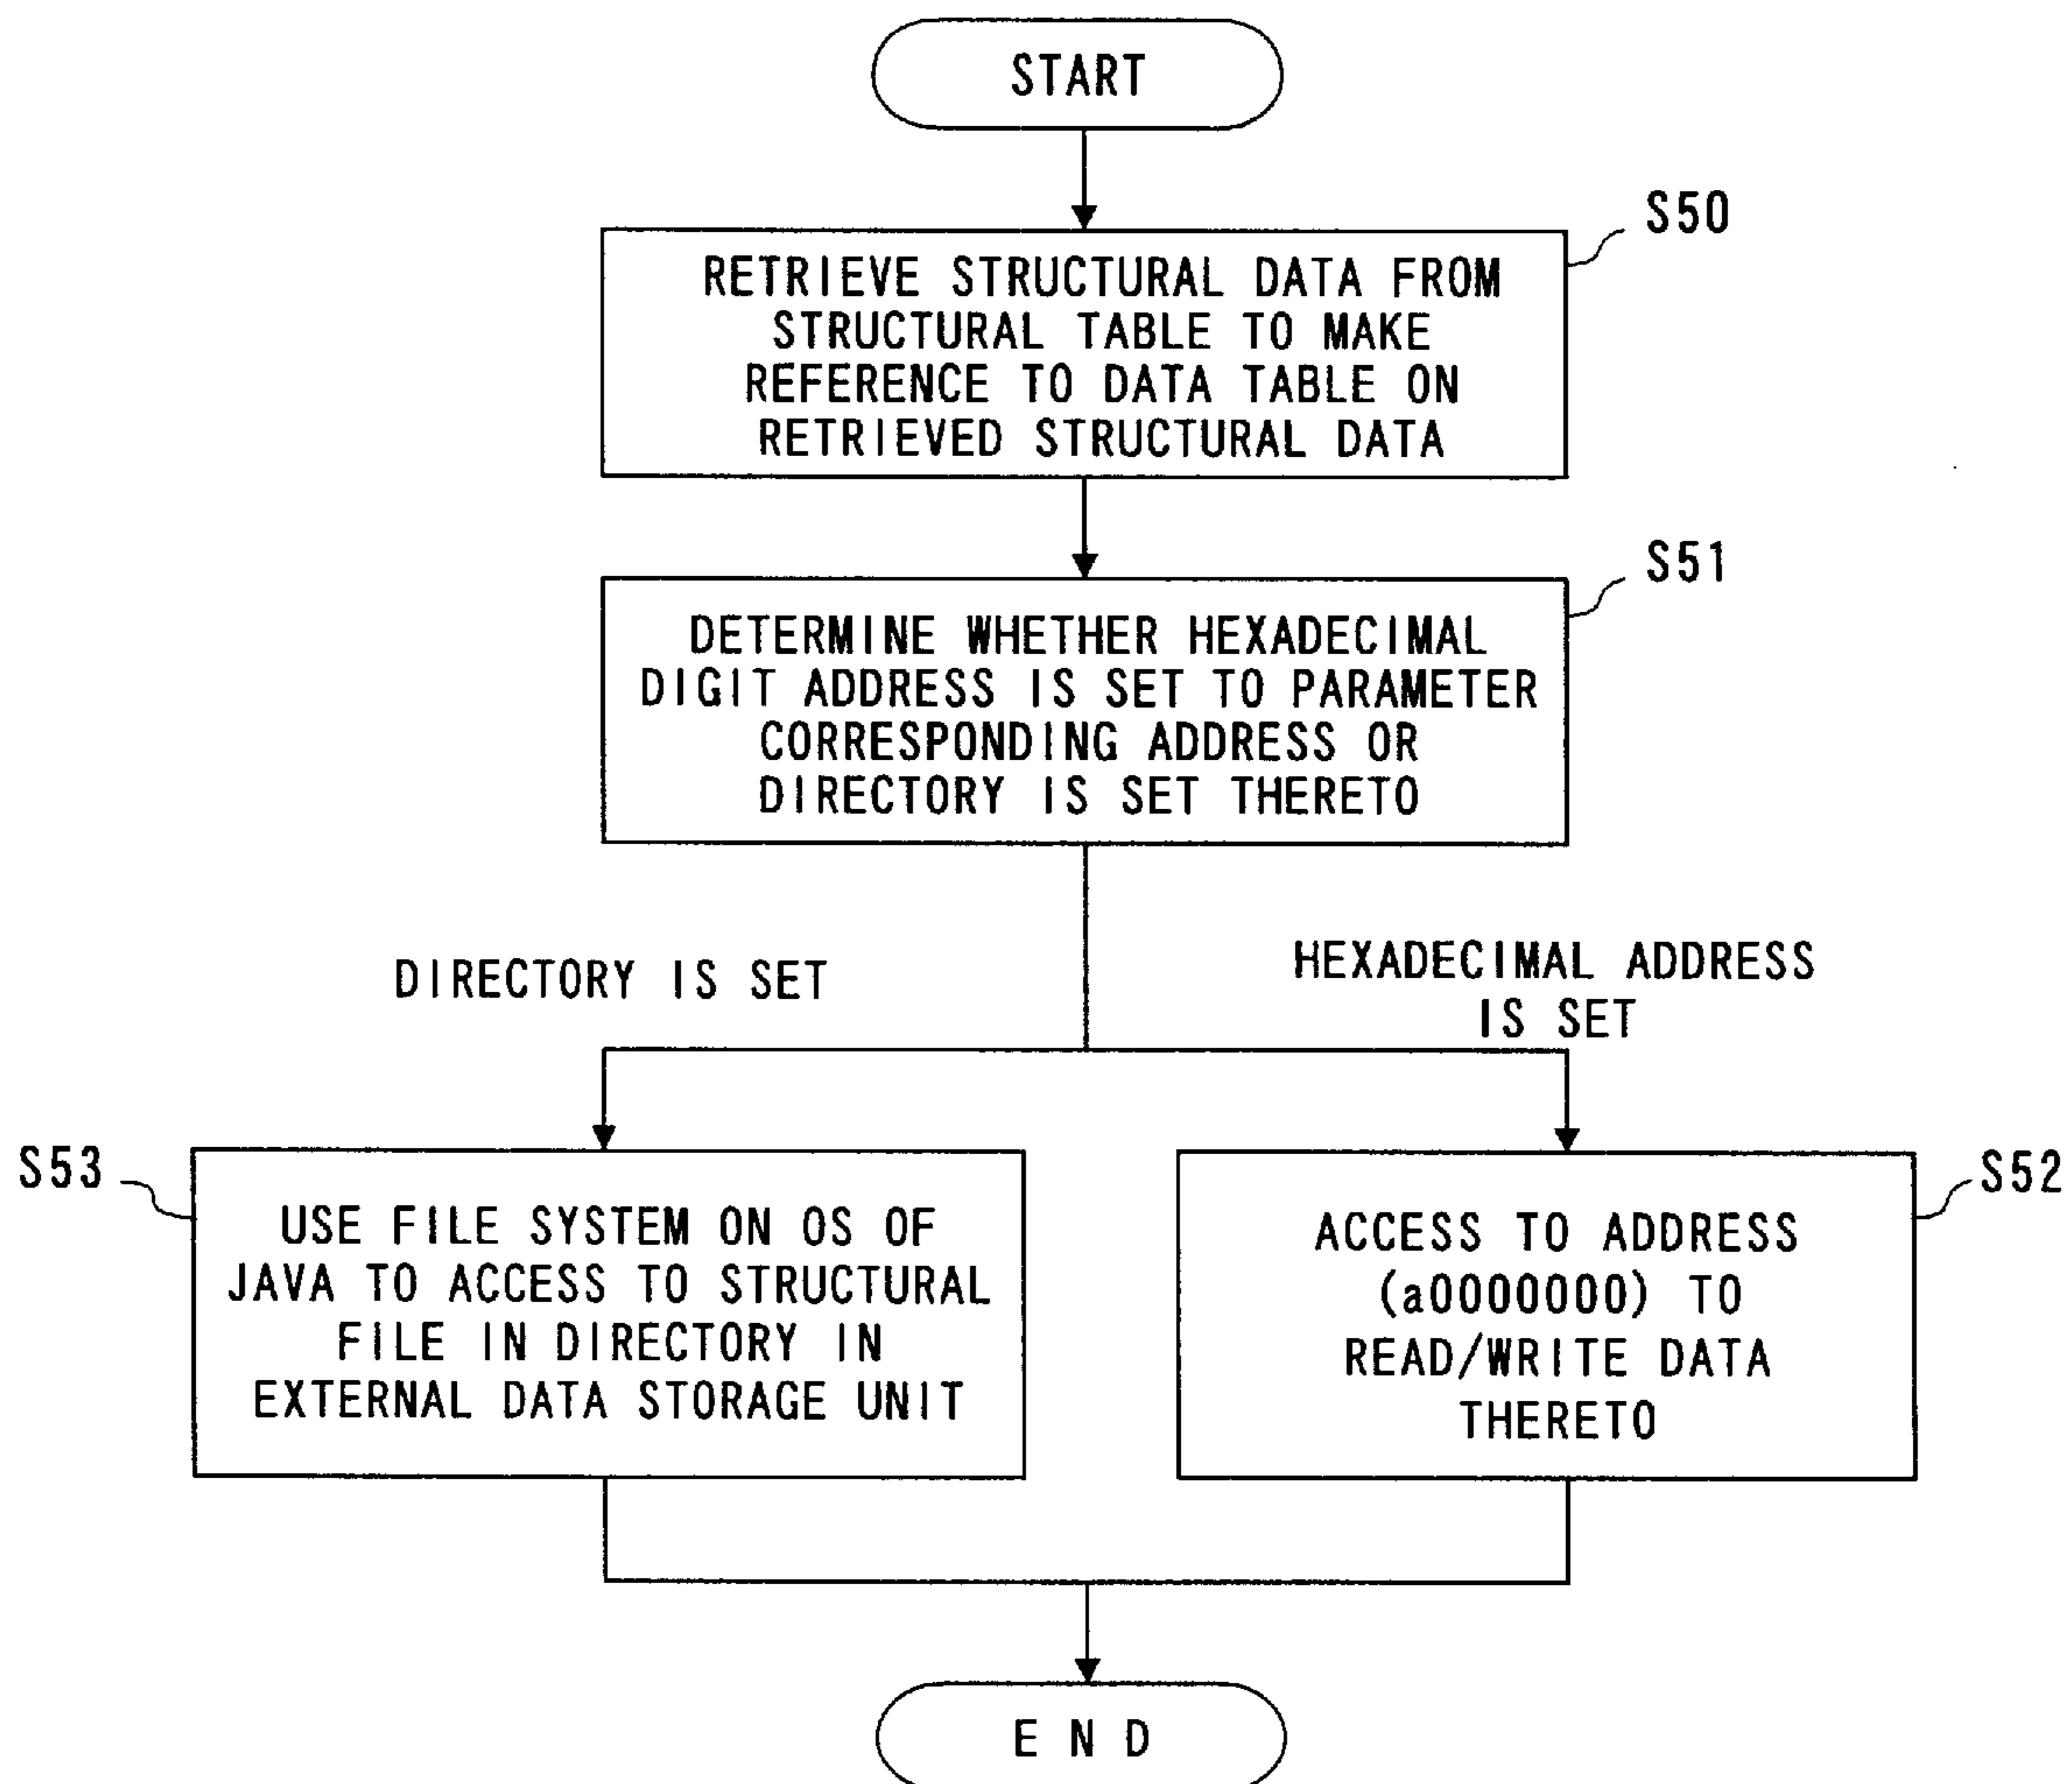 START
S50
RETRIEVE STRUCTURAL DATA FROM
STRUCTURAL TABLE TO MAKE
REFERENCE TO DATA TABLE ON
RETRIEVED STRUCTURAL DATA
S51
DETERMINE WHETHER HEXADECIMAL
DIGIT ADDRESS IS SET TO PARAMETER
CORRESPONDING ADDRESS OR
DIRECTORY IS SET THERETO
DIRECTORY IS SET
HEXADECIMAL ADDRESS
IS SET
S53
USE FILE SYSTEM ON OS OF
JAVA TO ACCESS TO STRUCTURAL
FILE IN DIRECTORY IN
EXTERNAL DATA STORAGE UNIT
S52
ACCESS TO ADDRESS
(a0000000) TO
READ/WRITE DATA
THERETO
END